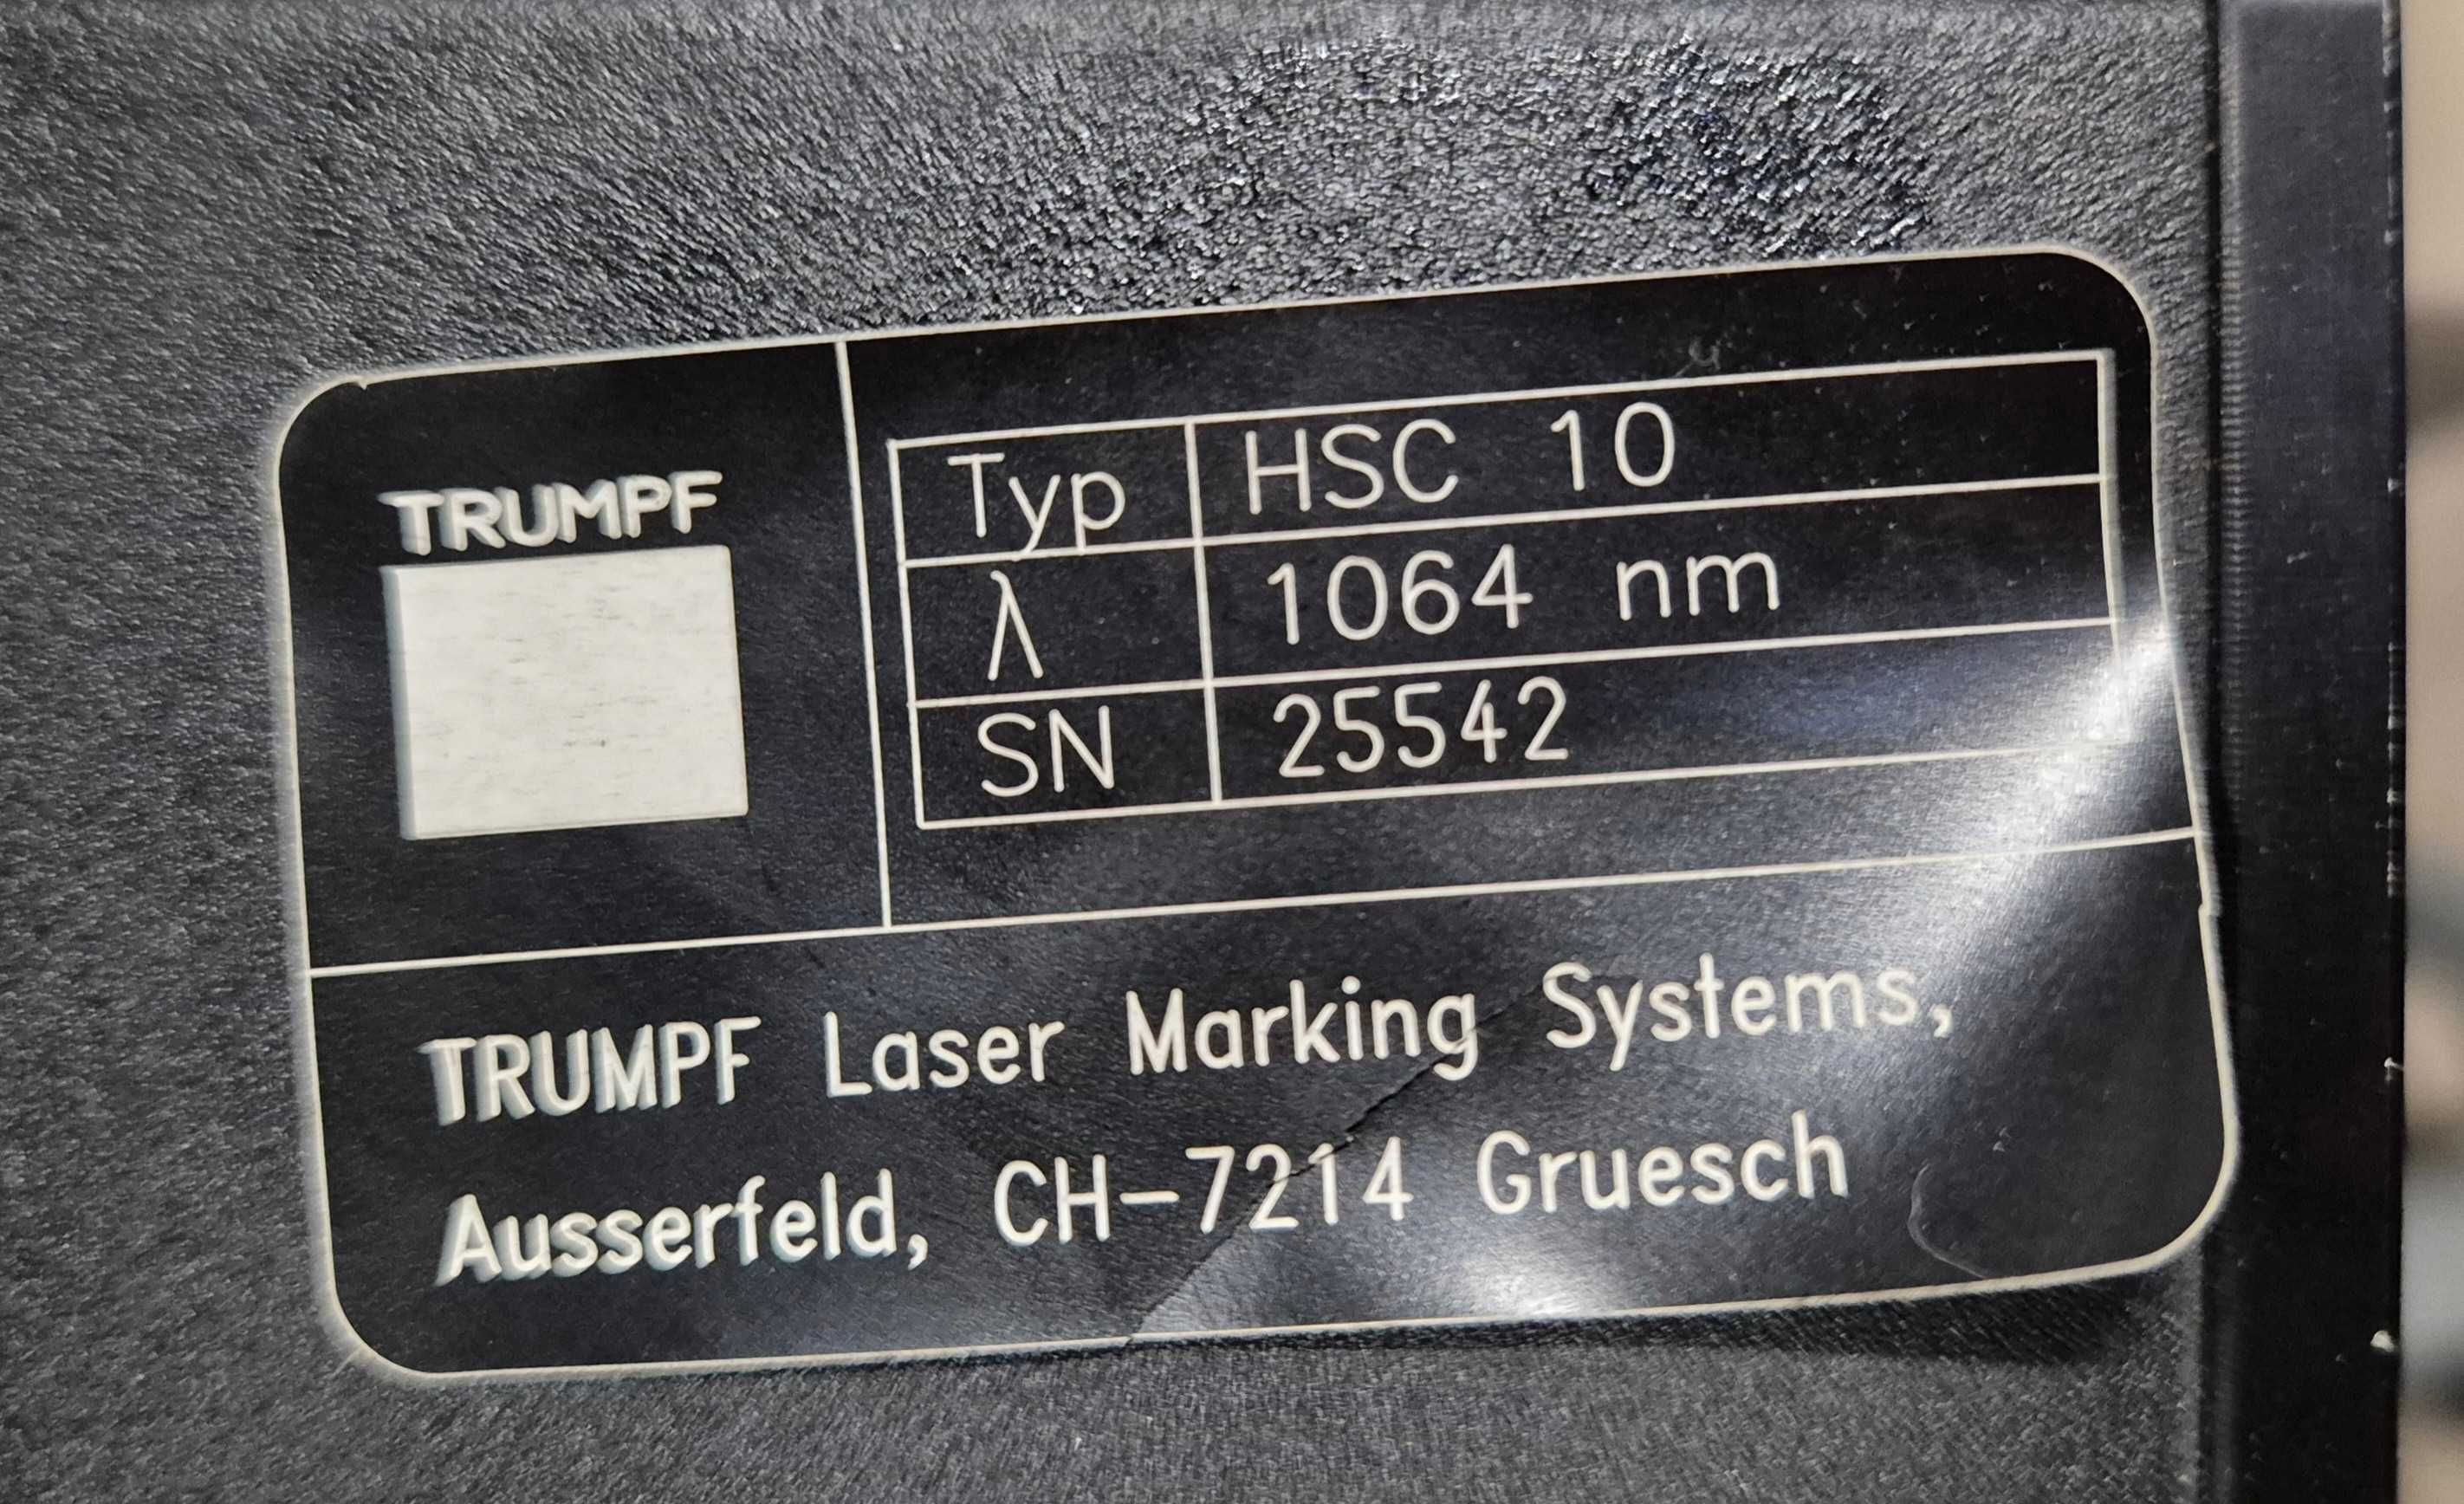 TRUMPF
Typ HSC 10
λ 1064 nm
SN 25542
TRUMPF Laser Marking Systems,
Ausserfeld, CH-7214 Gruesch